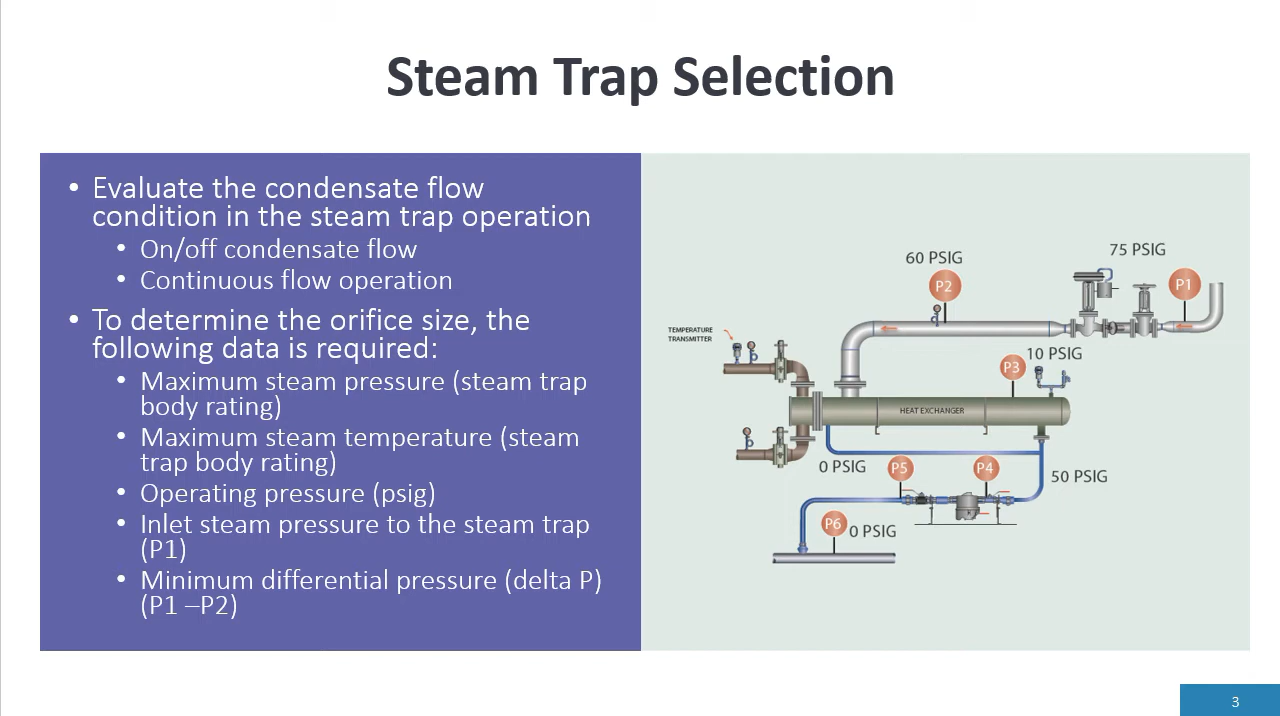 Steam Trap Selection
• Evaluate the condensate flow
condition in the steam trap operation
• On/off condensate flow
• Continuous flow operation
• To determine the orifice size, the
following data is required:
• Maximum steam pressure (steam trap
body rating)
• Maximum steam temperature (steam
trap body rating)
• Operating pressure (psig)
• Inlet steam pressure to the steam trap
(P1)
• Minimum differential pressure (delta P)
(P1 –P2)
75 PSIG
60 PSIG
P1
P2
TEMPERATURE
TRANSMITTER
10 PSIG
P3
HEAT EXCHANGER
0 PSIG
P5
P4
50 PSIG
P6
0 PSIG
3